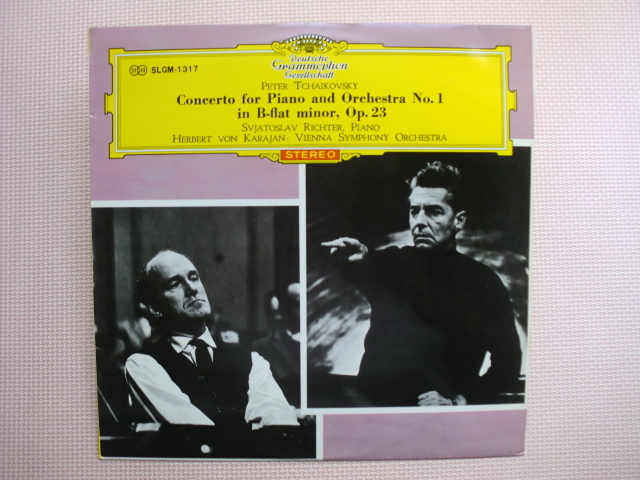 Deutsche
Grammophon
Gesellschaft
SLGM-1317
PETER TCHAIKOVSKY
Concerto for Piano and Orchestra No. 1
in B-flat minor, Op. 23
SVJATOSLAV RICHTER, PIANO
HERBERT VON KARAJAN: VIENNA SYMPHONY ORCHESTRA
STEREO